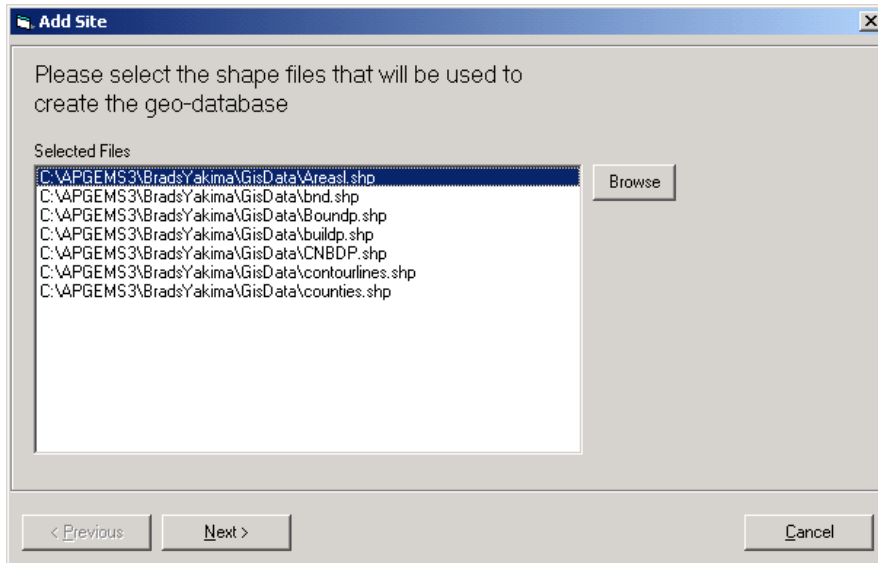 Add Site
Please select the shape files that will be used to
create the geo-database
Selected Files
C:\APGEMS3\BradsYakima\GisData\Areasl.shp
C:\APGEMS3\BradsYakima\GisData\bnd.shp
C:\APGEMS3\BradsYakima\GisData\Boundp.shp
C:\APGEMS3\BradsYakima\GisData\buildp.shp
C:\APGEMS3\BradsYakima\GisData\CNBDP.shp
C:\APGEMS3\BradsYakima\GisData\contourlines.shp
C:\APGEMS3\BradsYakima\GisData\counties.shp
Browse
< Previous
Next >
Cancel